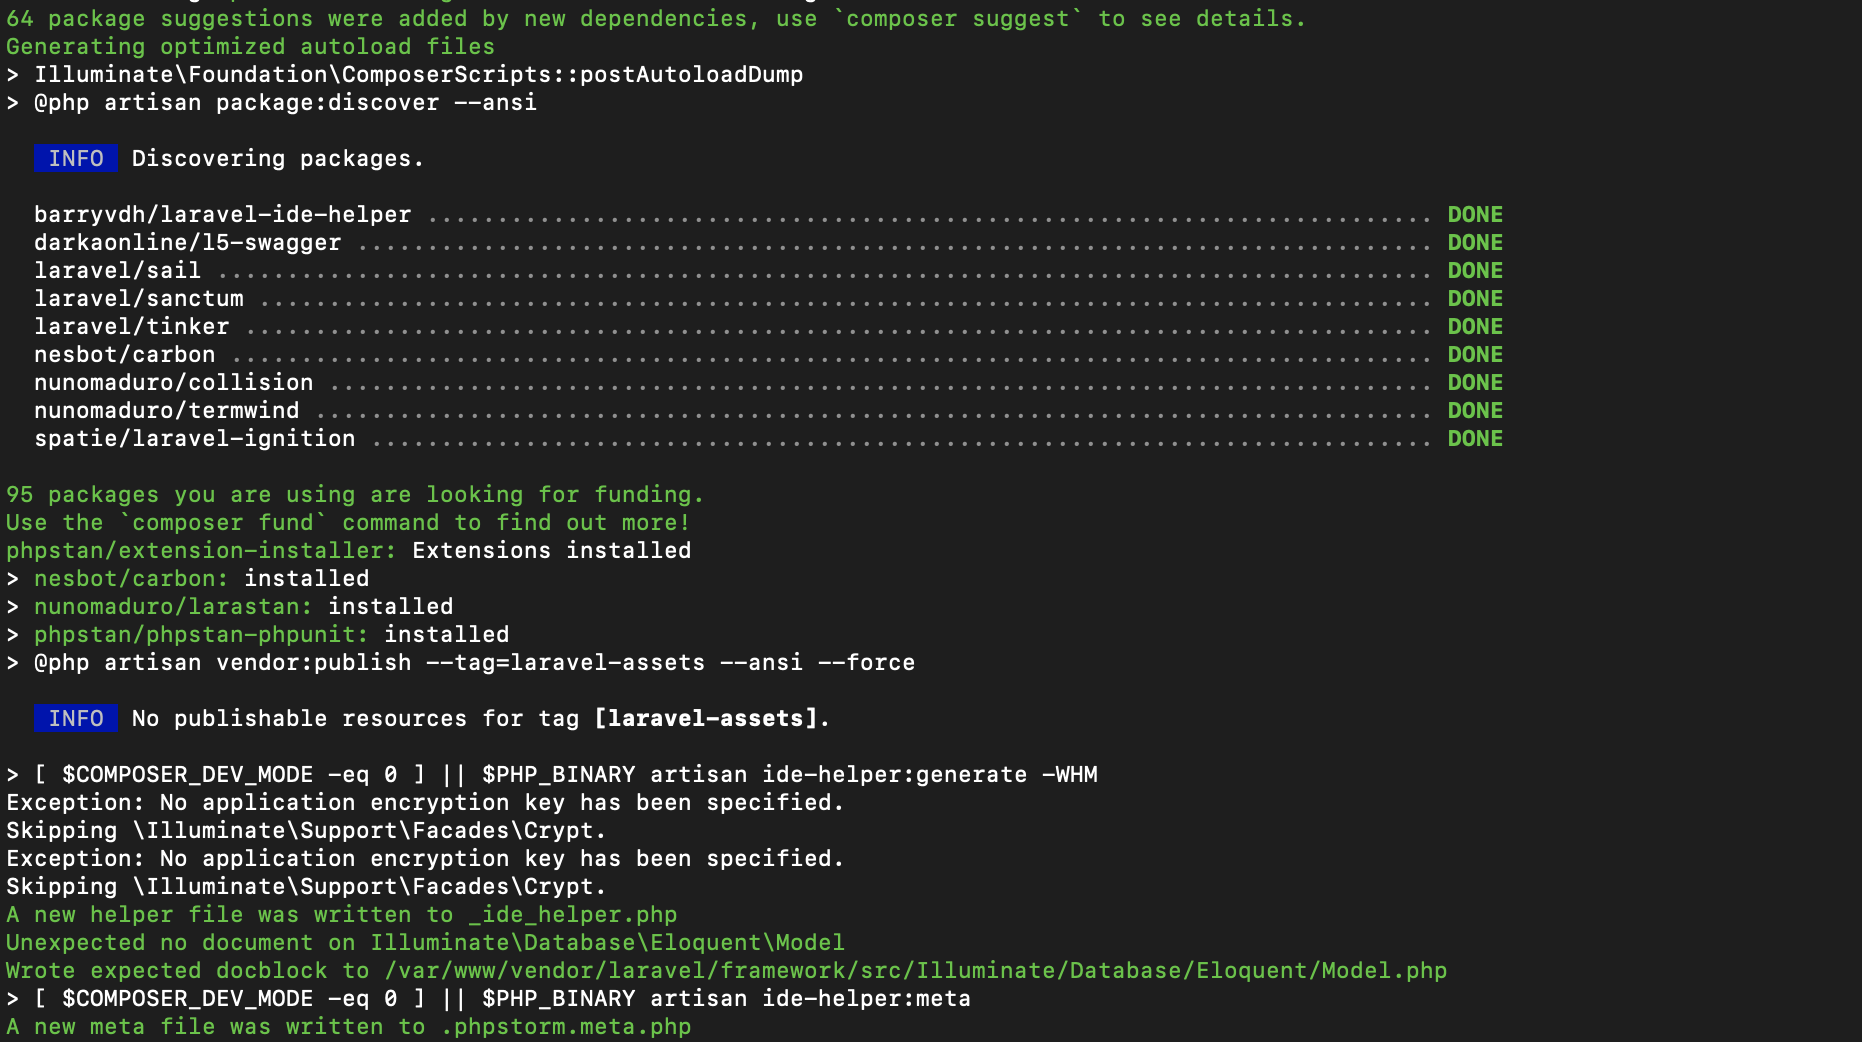 64 package suggestions were added by new dependencies, use `composer suggest` to see details.
Generating optimized autoload files
> Illuminate\Foundation\ComposerScripts::postAutoloadDump
> @php artisan package:discover --ansi
INFO Discovering packages.
barryvdh/laravel-ide-helper ........................................................................ DONE
darkaonline/l5-swagger ............................................................................. DONE
laravel/sail ....................................................................................... DONE
laravel/sanctum .................................................................................... DONE
laravel/tinker ..................................................................................... DONE
nesbot/carbon ...................................................................................... DONE
nunomaduro/collision ............................................................................... DONE
nunomaduro/termwind ................................................................................ DONE
spatie/laravel-ignition ............................................................................ DONE
95 packages you are using are looking for funding.
Use the `composer fund` command to find out more!
phpstan/extension-installer: Extensions installed
> nesbot/carbon: installed
> nunomaduro/larastan: installed
> phpstan/phpstan-phpunit: installed
> @php artisan vendor:publish --tag=laravel-assets --ansi --force
INFO No publishable resources for tag [laravel-assets].
> [ $COMPOSER_DEV_MODE -eq 0 ] || $PHP_BINARY artisan ide-helper:generate -WHM
Exception: No application encryption key has been specified.
Skipping \Illuminate\Support\Facades\Crypt.
Exception: No application encryption key has been specified.
Skipping \Illuminate\Support\Facades\Crypt.
A new helper file was written to _ide_helper.php
Unexpected no document on Illuminate\Database\Eloquent\Model
Wrote expected docblock to /var/www/vendor/laravel/framework/src/Illuminate/Database/Eloquent/Model.php
> [ $COMPOSER_DEV_MODE -eq 0 ] || $PHP_BINARY artisan ide-helper:meta
A new meta file was written to .phpstorm.meta.php